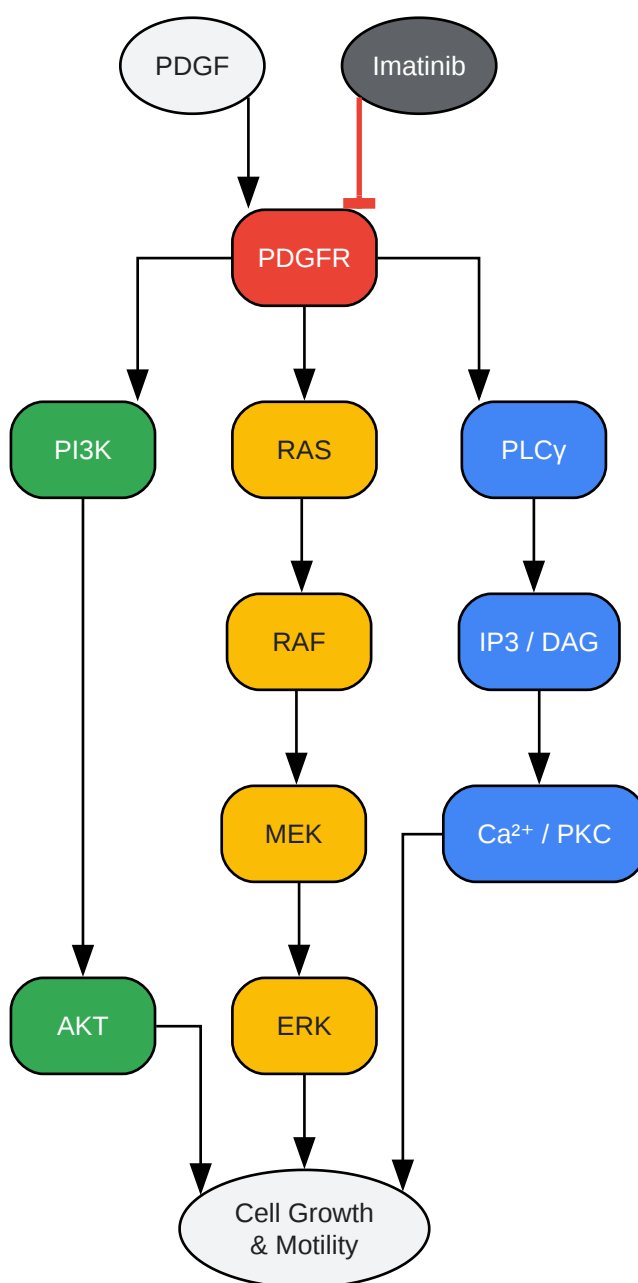 PDGF
Imatinib
PDGFR
PI3K
RAS
PLCγ
RAF
IP3 / DAG
MEK
Ca²⁺ / PKC
AKT
ERK
Cell Growth
& Motility